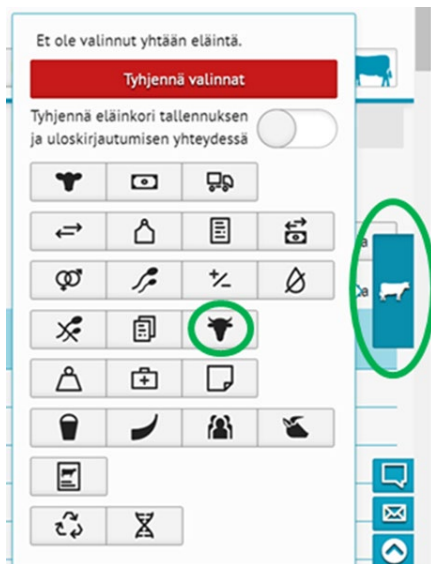 Et ole valinnut yhtään eläintä.
Tyhjennä valinnat
Tyhjennä eläinkori tallennuksen
ja uloskirjautumisen yhteydessä